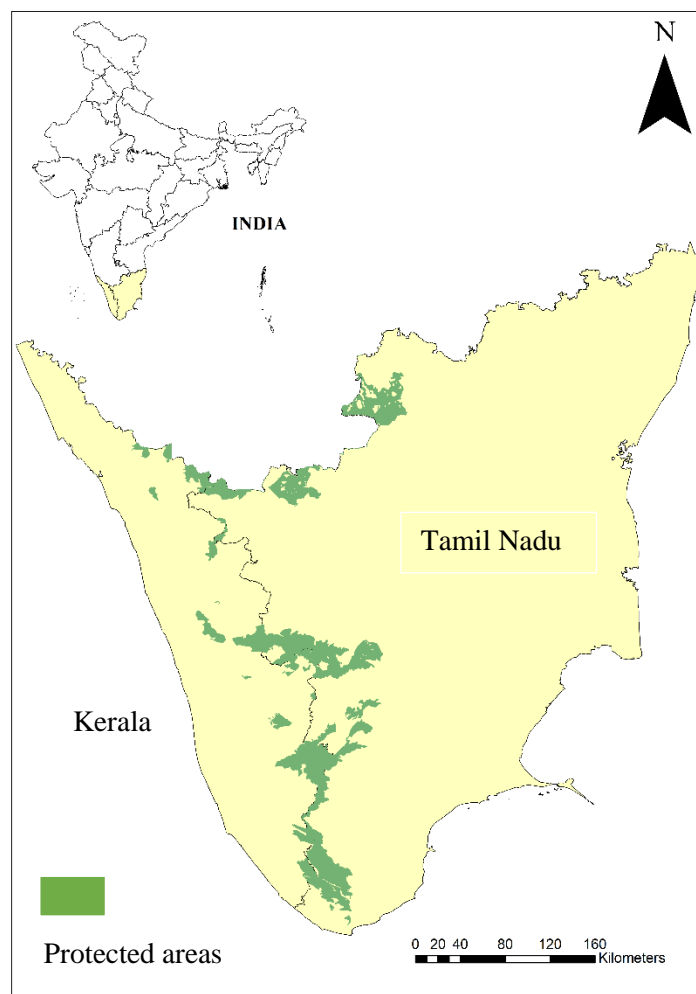 N
INDIA
Tamil Nadu
Kerala
Protected areas
0 20 40 80 120 160
Kilometers